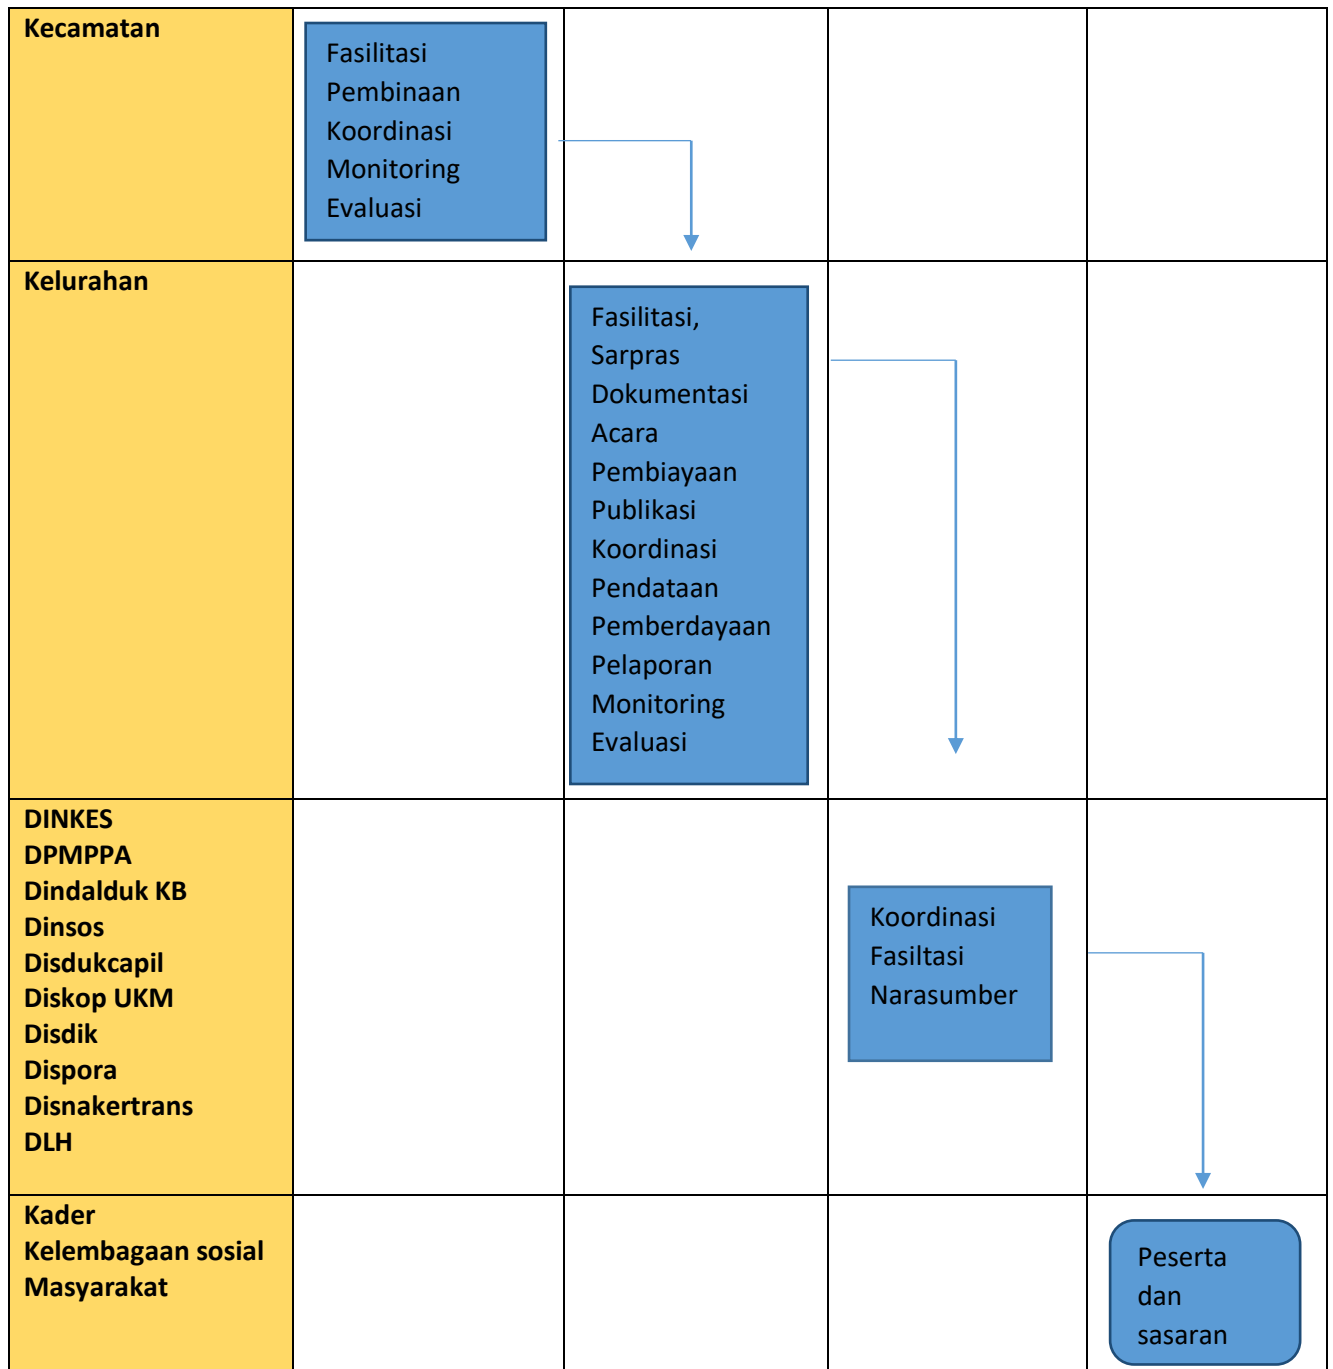 Kecamatan
Fasilitasi
Pembinaan
Koordinasi
Monitoring
Evaluasi
Kelurahan
Fasilitasi,
Sarpras
Dokumentasi
Acara
Pembiayaan
Publikasi
Koordinasi
Pendataan
Pemberdayaan
Pelaporan
Monitoring
Evaluasi
DINKES
DPMPPA
Dindalduk KB
Dinsos
Disdukcapil
Diskop UKM
Disdik
Dispora
Disnakertrans
DLH
Koordinasi
Fasiltasi
Narasumber
Kader
Kelembagaan sosial
Masyarakat
Peserta
dan
sasaran